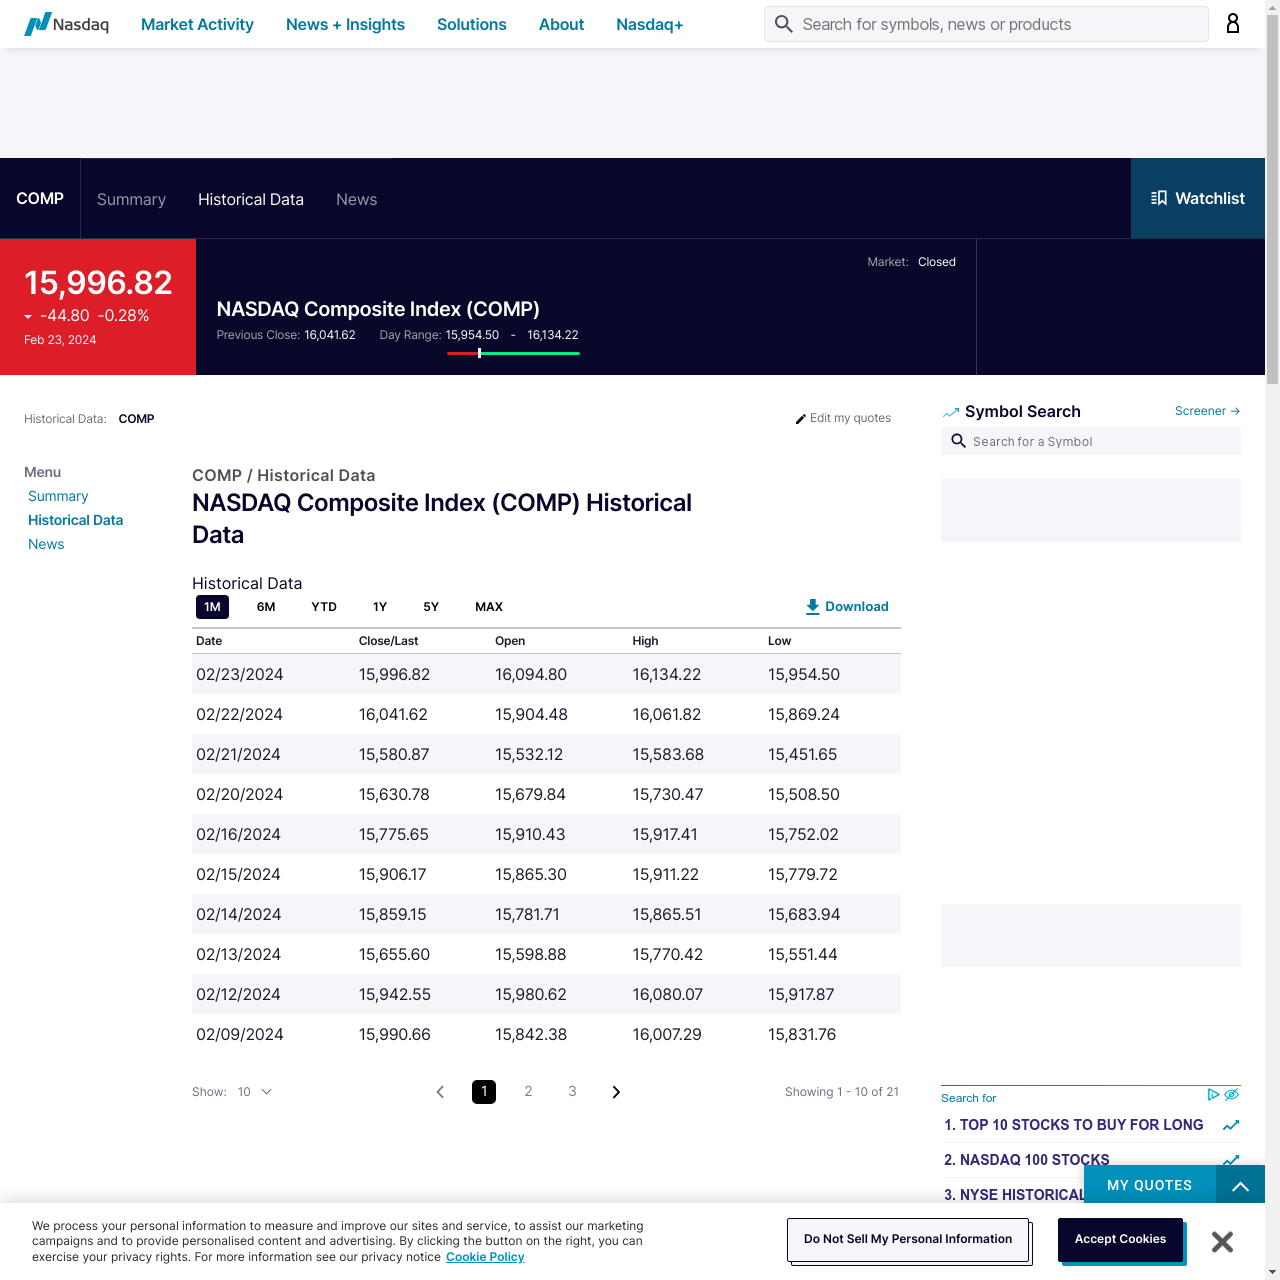 Nasdaq
Market Activity
News + Insights
Solutions
About
Nasdaq+
Search for symbols, news or products
COMP
Summary
Historical Data
News
Watchlist
15,996.82
-44.80 -0.28%
Feb 23, 2024
Market: Closed
NASDAQ Composite Index (COMP)
Previous Close: 16,041.62 Day Range: 15,954.50 - 16,134.22
Historical Data: COMP
Edit my quotes
Menu
Summary
Historical Data
News
COMP / Historical Data
NASDAQ Composite Index (COMP) Historical
Data
Historical Data
1M 6M YTD 1Y 5Y MAX
Download
Date Close/Last Open High Low
02/23/2024 15,996.82 16,094.80 16,134.22 15,954.50
02/22/2024 16,041.62 15,904.48 16,061.82 15,869.24
02/21/2024 15,580.87 15,532.12 15,583.68 15,451.65
02/20/2024 15,630.78 15,679.84 15,730.47 15,508.50
02/16/2024 15,775.65 15,910.43 15,917.41 15,752.02
02/15/2024 15,906.17 15,865.30 15,911.22 15,779.72
02/14/2024 15,859.15 15,781.71 15,865.51 15,683.94
02/13/2024 15,655.60 15,598.88 15,770.42 15,551.44
02/12/2024 15,942.55 15,980.62 16,080.07 15,917.87
02/09/2024 15,990.66 15,842.38 16,007.29 15,831.76
Show: 10
1 2 3
Showing 1 - 10 of 21
Symbol Search
Screener →
Search for a Symbol
Search for
1. TOP 10 STOCKS TO BUY FOR LONG
2. NASDAQ 100 STOCKS
3. NYSE HISTORICAL
MY QUOTES
We process your personal information to measure and improve our sites and service, to assist our marketing
campaigns and to provide personalised content and advertising. By clicking the button on the right, you can
exercise your privacy rights. For more information see our privacy notice Cookie Policy
Do Not Sell My Personal Information
Accept Cookies